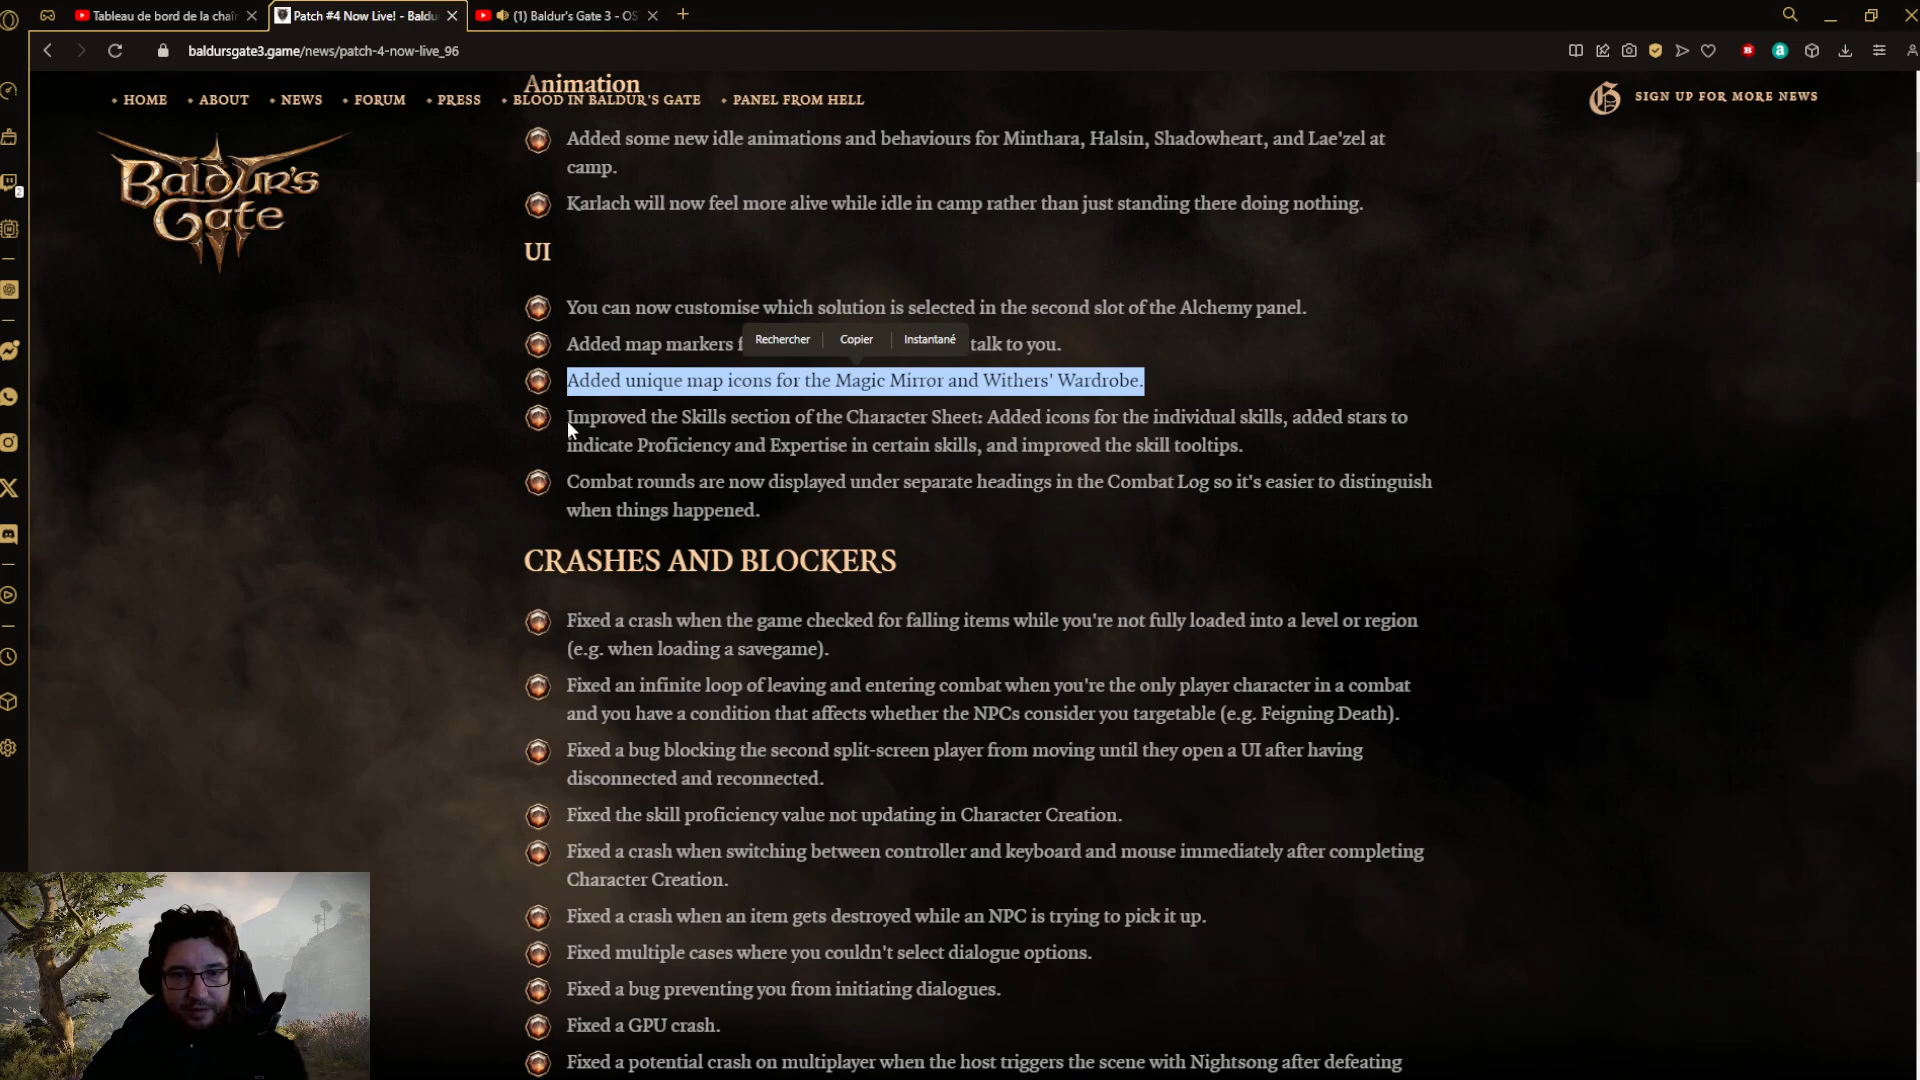 Tableau de bord de la chaîn
Patch #4 Now Live! - Baldu
(1) Baldur's Gate 3 - OS
baldursgate3.game/news/patch-4-now-live_96
Animation
HOME
ABOUT
NEWS
FORUM
PRESS
BLOOD IN BALDUR'S GATE
PANEL FROM HELL
SIGN UP FOR MORE NEWS
Baldur's
Gate
2
Added some new idle animations and behaviours for Minthara, Halsin, Shadowheart, and Lae'zel at
camp.
Karlach will now feel more alive while idle in camp rather than just standing there doing nothing.
UI
You can now customise which solution is selected in the second slot of the Alchemy panel.
Rechercher
Copier
Instantané
Added map markers f talk to you.
Added unique map icons for the Magic Mirror and Withers' Wardrobe.
Improved the Skills section of the Character Sheet: Added icons for the individual skills, added stars to
indicate Proficiency and Expertise in certain skills, and improved the skill tooltips.
Combat rounds are now displayed under separate headings in the Combat Log so it's easier to distinguish
when things happened.
CRASHES AND BLOCKERS
Fixed a crash when the game checked for falling items while you're not fully loaded into a level or region
(e.g. when loading a savegame).
Fixed an infinite loop of leaving and entering combat when you're the only player character in a combat
and you have a condition that affects whether the NPCs consider you targetable (e.g. Feigning Death).
Fixed a bug blocking the second split-screen player from moving until they open a UI after having
disconnected and reconnected.
Fixed the skill proficiency value not updating in Character Creation.
Fixed a crash when switching between controller and keyboard and mouse immediately after completing
Character Creation.
Fixed a crash when an item gets destroyed while an NPC is trying to pick it up.
Fixed multiple cases where you couldn't select dialogue options.
Fixed a bug preventing you from initiating dialogues.
Fixed a GPU crash.
Fixed a potential crash on multiplayer when the host triggers the scene with Nightsong after defeating